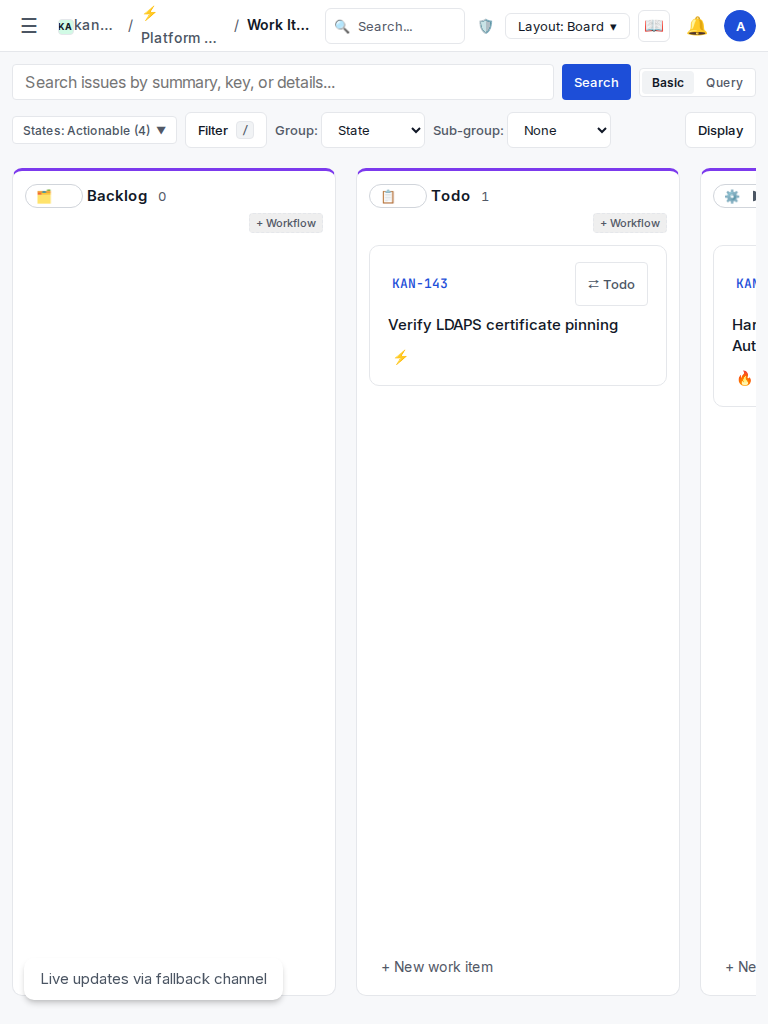 ☰ KA kan... / ⚡ Platform ... / Work It... 🔍 Search... 🛡️ Layout: Board ▾ 📖 🔔 A
Search issues by summary, key, or details... Search Basic Query
States: Actionable (4) ▼ Filter / Group: State Sub-group: None Display
🗂️ Backlog 0
+ Workflow
📋 Todo 1
+ Workflow
KAN-143 ⇄ Todo
Verify LDAPS certificate pinning
⚡
+ New work item
⚙️
🔥
Live updates via fallback channel